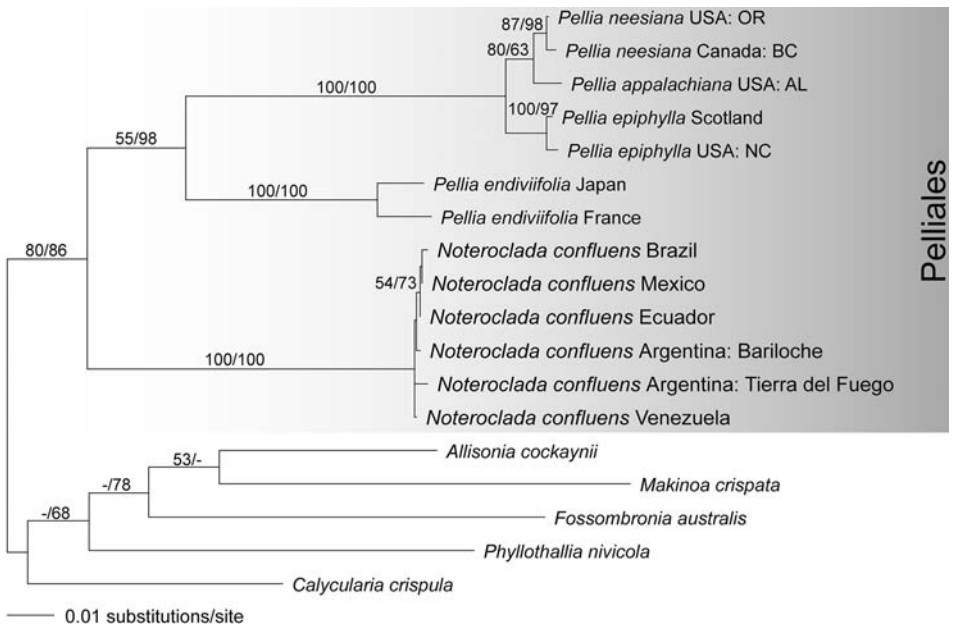 87/98
Pellia neesiana USA: OR
80/63
Pellia neesiana Canada: BC
100/100
Pellia appalachiana USA: AL
100/97
Pellia epiphylla Scotland
55/98
Pellia epiphylla USA: NC
100/100
Pellia endiviifolia Japan
Pellia endiviifolia France
80/86
Noteroclada confluens Brazil
54/73
Noteroclada confluens Mexico
Noteroclada confluens Ecuador
Noteroclada confluens Argentina: Bariloche
100/100
Noteroclada confluens Argentina: Tierra del Fuego
Noteroclada confluens Venezuela
Pelliales
Allisonia cockaynii
53/-
Makinoa crispata
-/78
Fossombronia australis
-/68
Phyllothallia nivicola
Calycularia crispula
0.01 substitutions/site